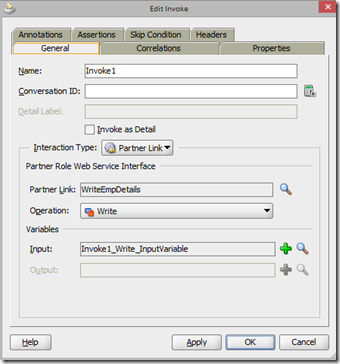 Edit Invoke
Annotations Assertions Skip Condition Headers
General Correlations Properties
Name: Invoke1
Conversation ID:
Detail Label:
Invoke as Detail
Interaction Type: Partner Link
Partner Role Web Service Interface
Partner Link: WriteEmpDetails
Operation: Write
Variables
Input: Invoke1_Write_InputVariable
Output:
Help Apply OK Cancel